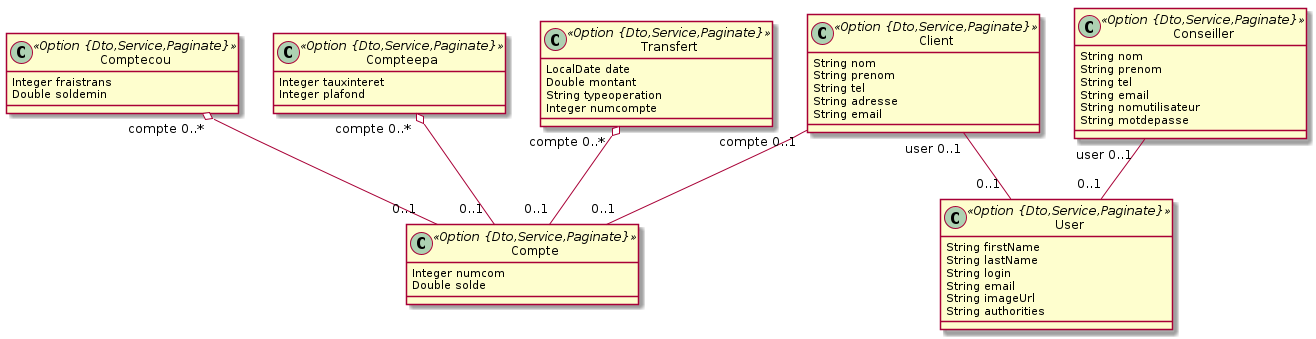 C «Option {Dto,Service,Paginate}»
Comptecou
Integer fraistrans
Double soldemin
C «Option {Dto,Service,Paginate}»
Compteepa
Integer tauxinteret
Integer plafond
C «Option {Dto,Service,Paginate}»
Transfert
LocalDate date
Double montant
String typeoperation
Integer numcompte
C «Option {Dto,Service,Paginate}»
Client
String nom
String prenom
String tel
String adresse
String email
C «Option {Dto,Service,Paginate}»
Conseiller
String nom
String prenom
String tel
String email
String nomutilisateur
String motdepasse
compte 0..*
compte 0..*
compte 0..*
compte 0..1
user 0..1
user 0..1
0..1
0..1
0..1
0..1
0..1
0..1
C «Option {Dto,Service,Paginate}»
Compte
Integer numcom
Double solde
C «Option {Dto,Service,Paginate}»
User
String firstName
String lastName
String login
String email
String imageUrl
String authorities